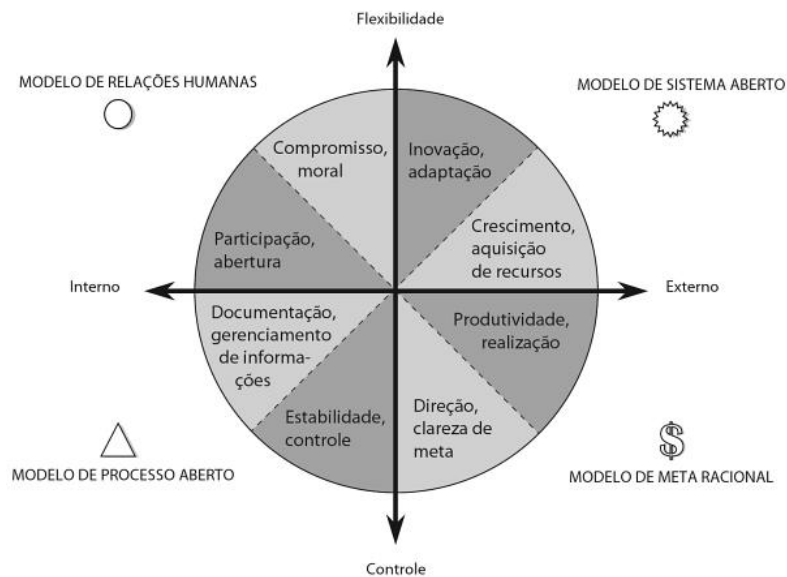 Flexibilidade
MODELO DE RELAÇÕES HUMANAS
MODELO DE SISTEMA ABERTO
Compromisso,
moral
Inovação,
adaptação
Participação,
abertura
Crescimento,
aquisição
de recursos
Interno
Externo
Documentação,
gerenciamento
de informa-
ções
Produtividade,
realização
Estabilidade,
controle
Direção,
clareza de
meta
$
MODELO DE PROCESSO ABERTO
MODELO DE META RACIONAL
Controle